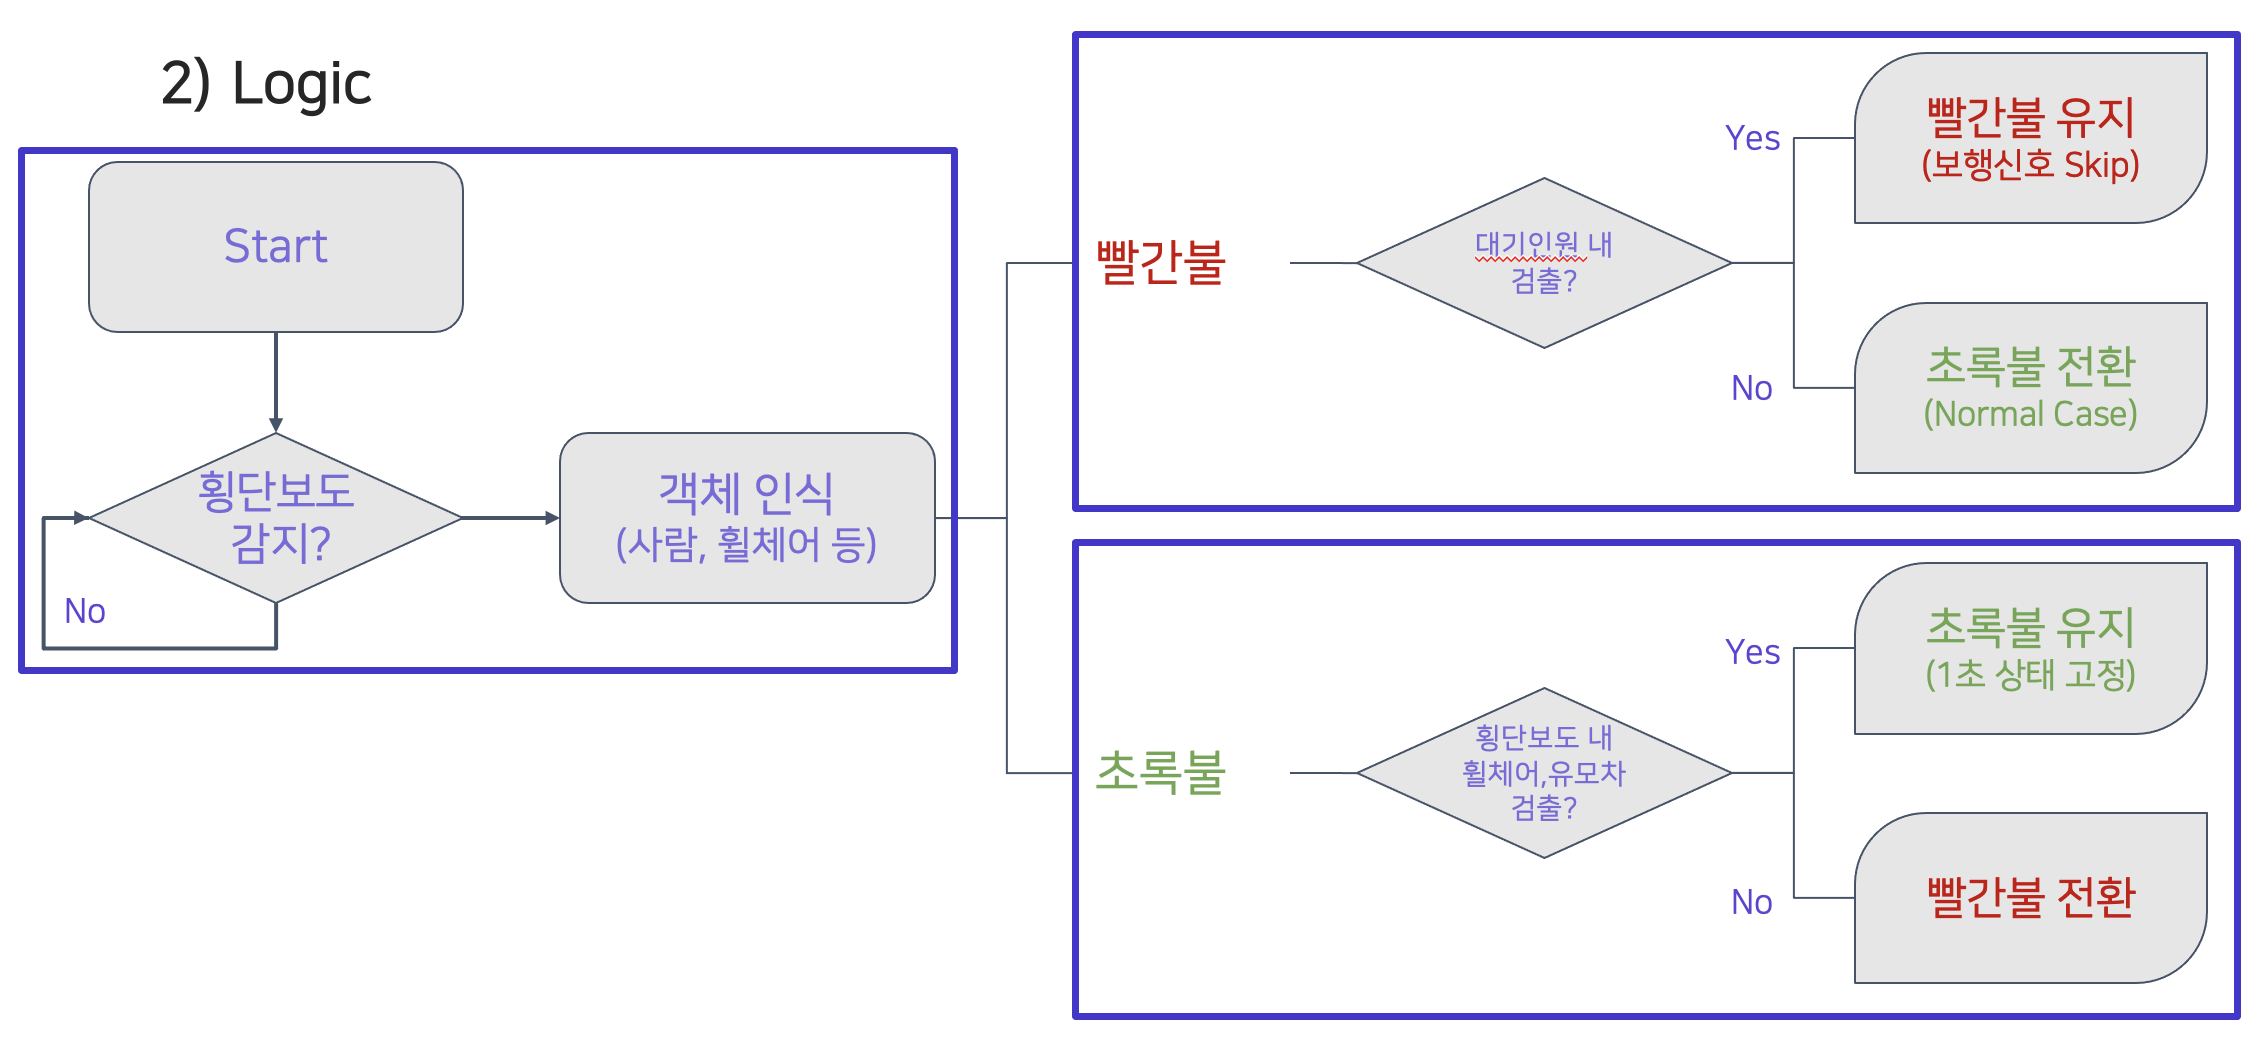 2) Logic
Start
횡단보도
감지?
No
객체 인식
(사람, 휠체어 등)
빨간불
대기인원 내
검출?
Yes
빨간불 유지
(보행신호 Skip)
No
초록불 전환
(Normal Case)
초록불
횡단보도 내
휠체어,유모차
검출?
Yes
초록불 유지
(1초 상태 고정)
No
빨간불 전환